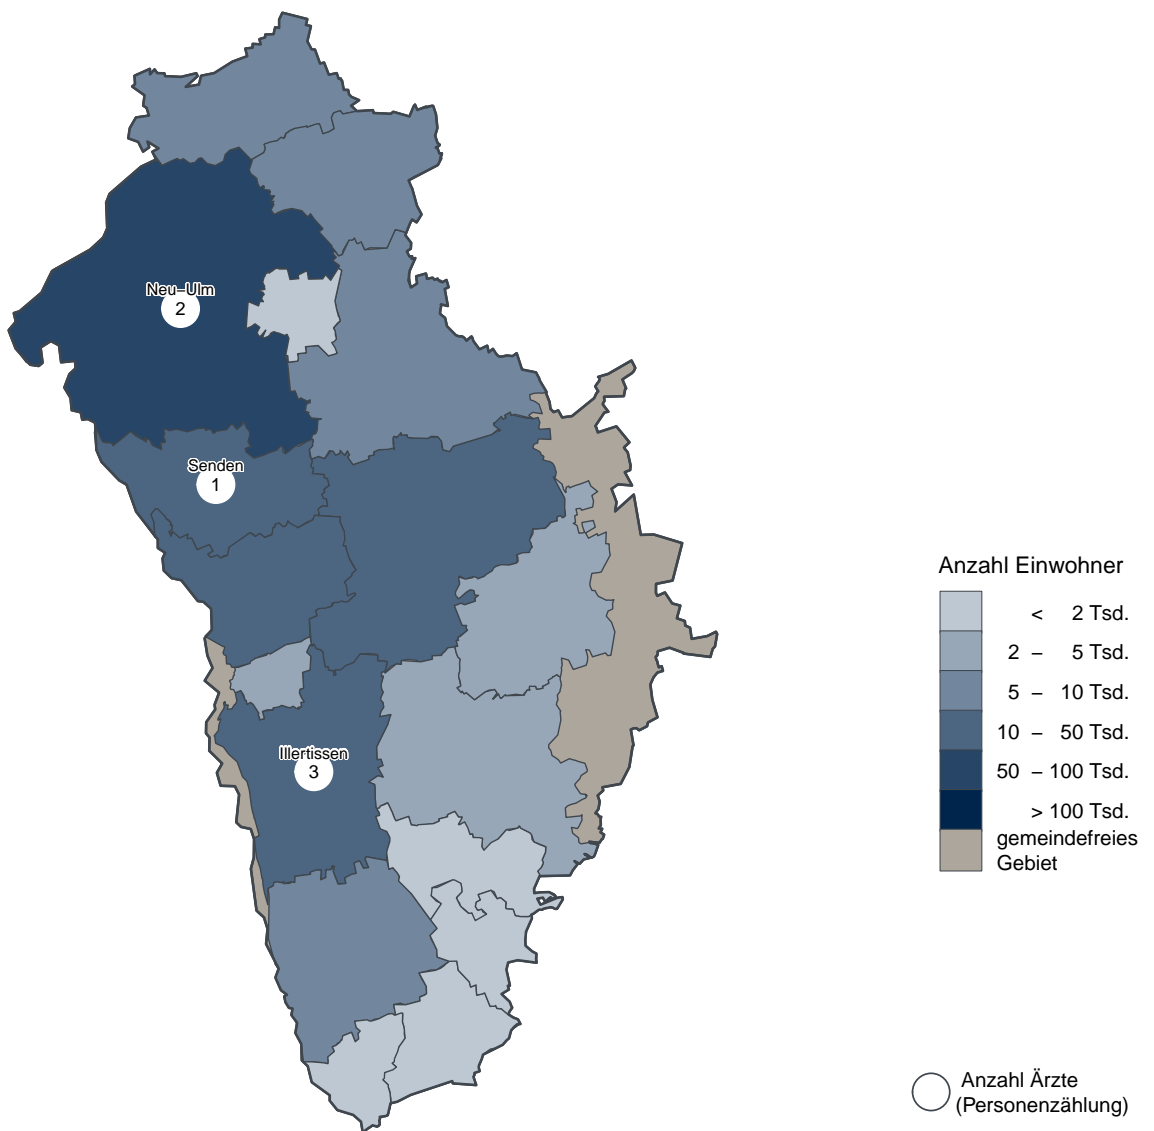 Neu–Ulm
2
Senden
1
Illertissen
3
Anzahl Einwohner
< 2 Tsd.
2 – 5 Tsd.
5 – 10 Tsd.
10 – 50 Tsd.
50 – 100 Tsd.
> 100 Tsd.
gemeindefreies
Gebiet
Anzahl Ärzte
(Personenzählung)